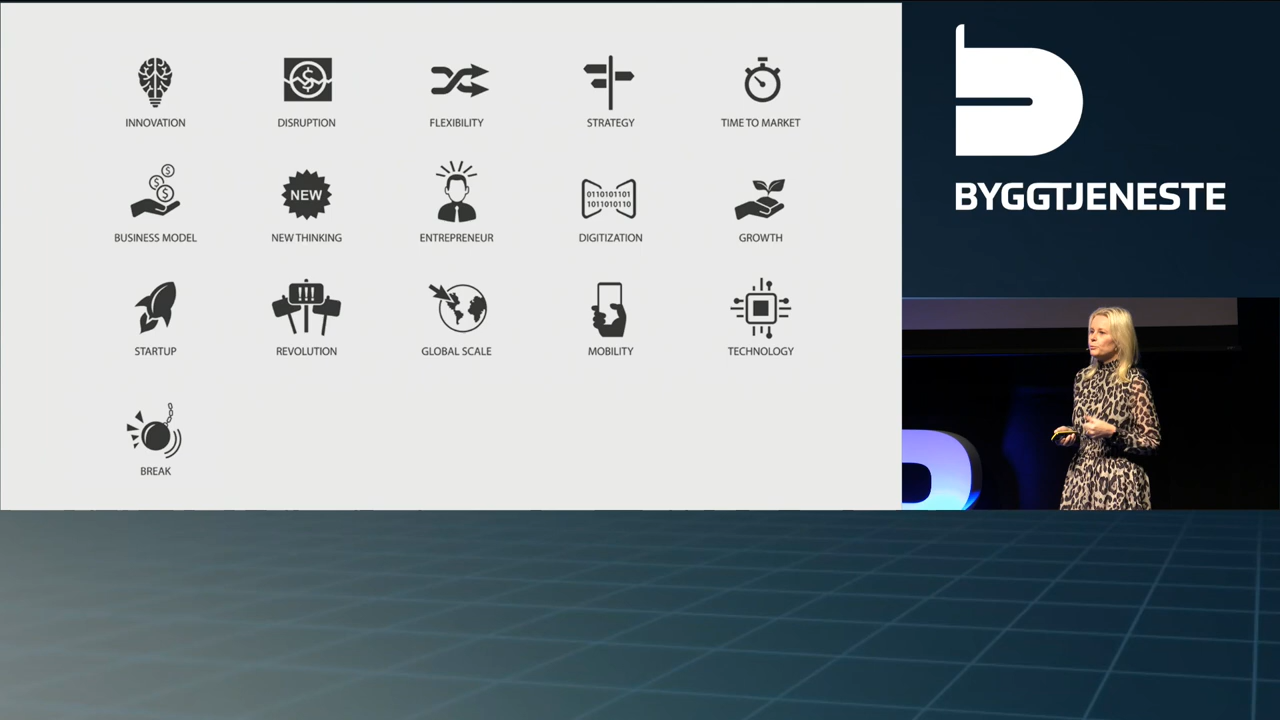 INNOVATION
DISRUPTION
FLEXIBILITY
STRATEGY
TIME TO MARKET
NEW
0110101101
1011010110
BUSINESS MODEL
NEW THINKING
ENTREPRENEUR
DIGITIZATION
GROWTH
!!!
STARTUP
REVOLUTION
GLOBAL SCALE
MOBILITY
TECHNOLOGY
BREAK
BYGGTJENESTE